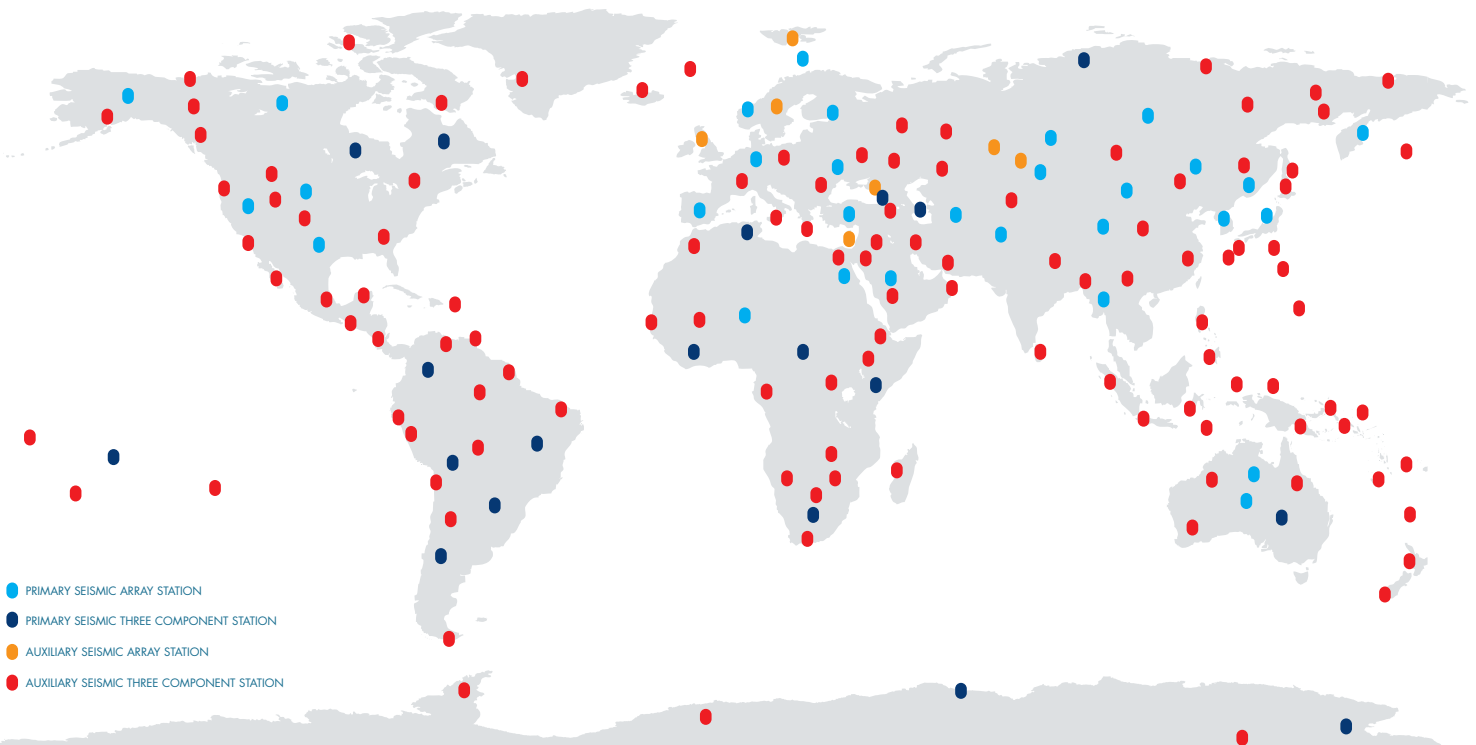 PRIMARY SEISMIC ARRAY STATION
PRIMARY SEISMIC THREE COMPONENT STATION
AUXILIARY SEISMIC ARRAY STATION
AUXILIARY SEISMIC THREE COMPONENT STATION